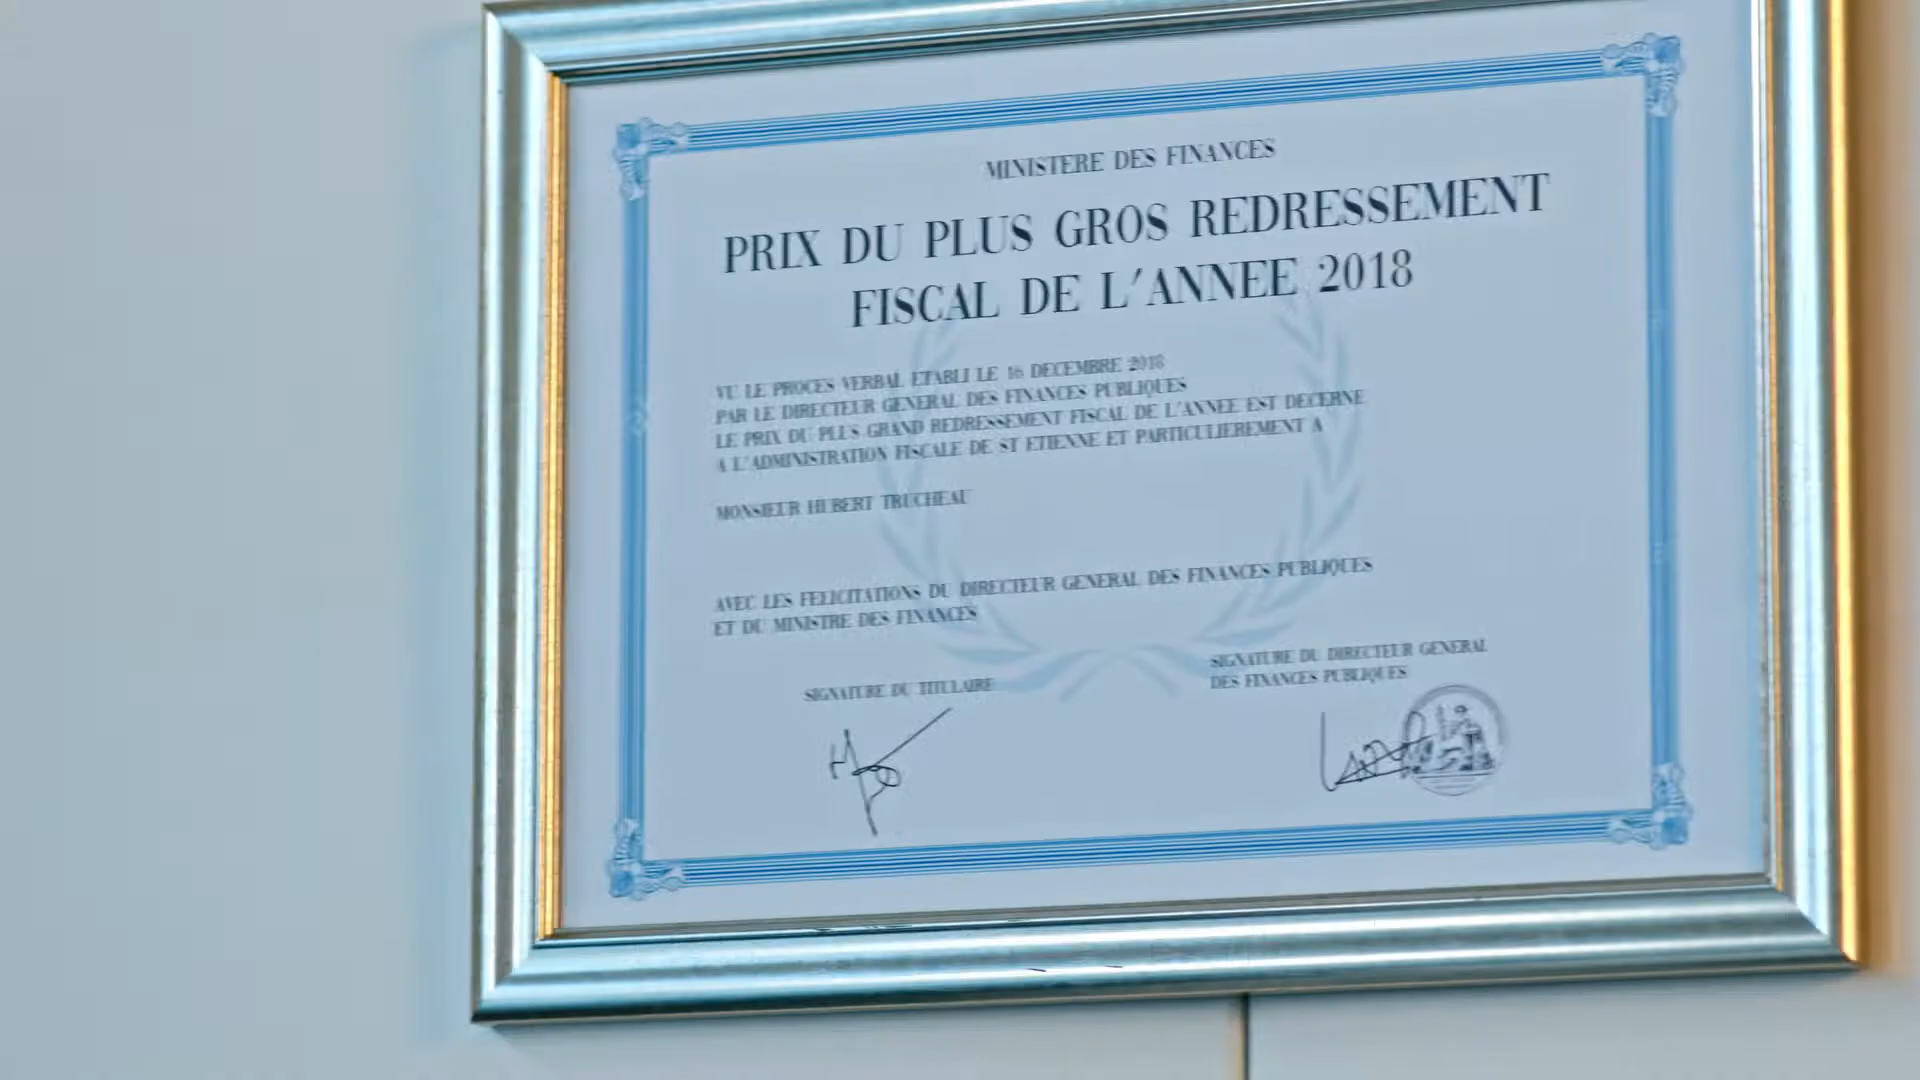 MINISTERE DES FINANCES
PRIX DU PLUS GROS REDRESSEMENT
FISCAL DE L'ANNEE 2018
VU LE PROCES VERBAL ETABLI LE 16 DECEMBRE 2018
PAR LE DIRECTEUR GENERAL DES FINANCES PUBLIQUES
LE PRIX DU PLUS GRAND REDRESSEMENT FISCAL DE L'ANNEE EST DECERNE
A L'ADMINISTRATION FISCALE DE ST ETIENNE ET PARTICULIEREMENT A
MONSIEUR HUBERT TRUCHEAU
AVEC LES FELICITATIONS DU DIRECTEUR GENERAL DES FINANCES PUBLIQUES
ET DU MINISTRE DES FINANCES
SIGNATURE DU TITULAIRE
SIGNATURE DU DIRECTEUR GENERAL
DES FINANCES PUBLIQUES